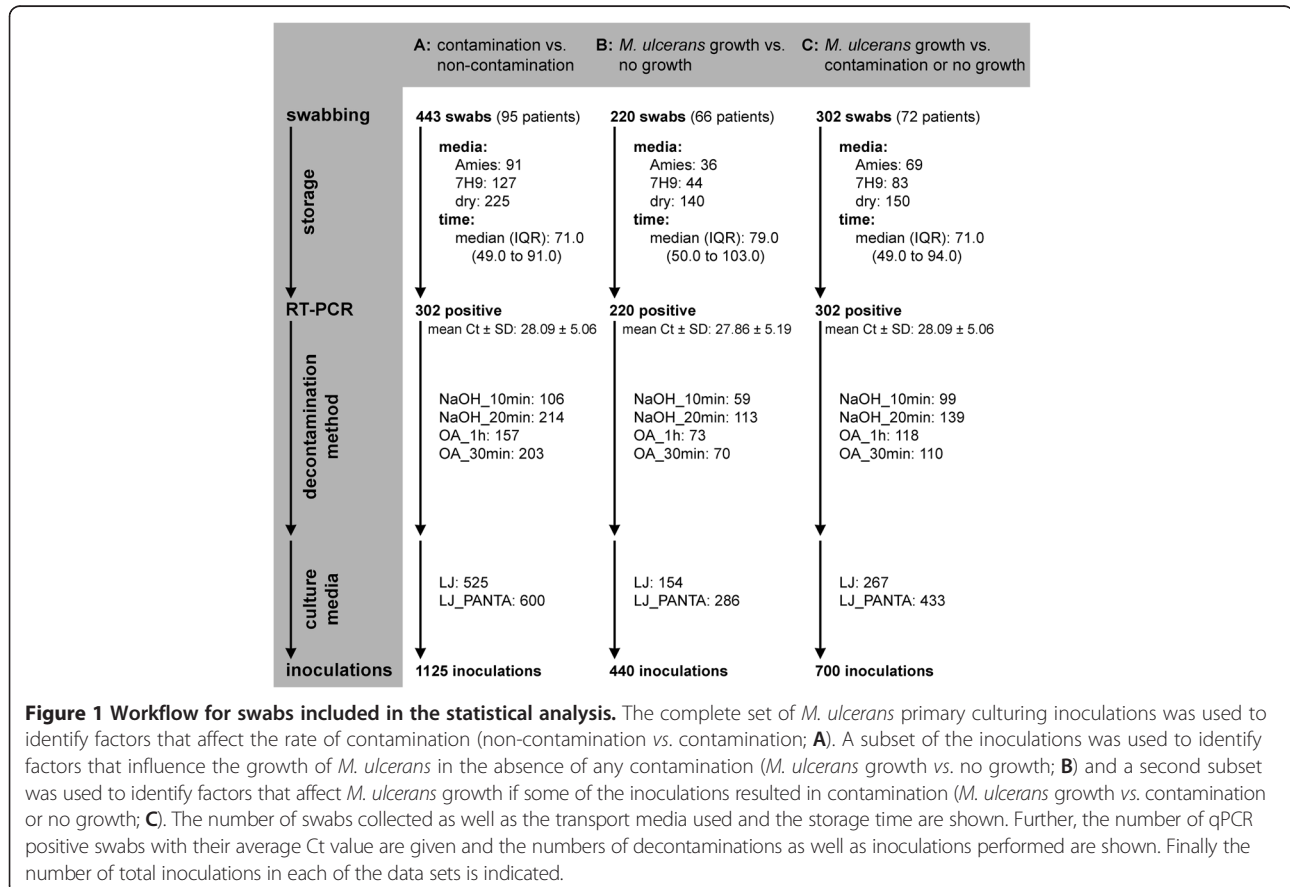 A: contamination vs. non-contamination
B: M. ulcerans growth vs. no growth
C: M. ulcerans growth vs. contamination or no growth
swabbing
storage
RT-PCR
decontamination method
culture media
inoculations
443 swabs (95 patients)
media:
Amies: 91
7H9: 127
dry: 225
time:
median (IQR): 71.0
(49.0 to 91.0)
302 positive
mean Ct ± SD: 28.09 ± 5.06
NaOH_10min: 106
NaOH_20min: 214
OA_1h: 157
OA_30min: 203
LJ: 525
LJ_PANTA: 600
1125 inoculations
220 swabs (66 patients)
media:
Amies: 36
7H9: 44
dry: 140
time:
median (IQR): 79.0
(50.0 to 103.0)
220 positive
mean Ct ± SD: 27.86 ± 5.19
NaOH_10min: 59
NaOH_20min: 113
OA_1h: 73
OA_30min: 70
LJ: 154
LJ_PANTA: 286
440 inoculations
302 swabs (72 patients)
media:
Amies: 69
7H9: 83
dry: 150
time:
median (IQR): 71.0
(49.0 to 94.0)
302 positive
mean Ct ± SD: 28.09 ± 5.06
NaOH_10min: 99
NaOH_20min: 139
OA_1h: 118
OA_30min: 110
LJ: 267
LJ_PANTA: 433
700 inoculations
Figure 1 Workflow for swabs included in the statistical analysis. The complete set of M. ulcerans primary culturing inoculations was used to
identify factors that affect the rate of contamination (non-contamination vs. contamination; A). A subset of the inoculations was used to identify
factors that influence the growth of M. ulcerans in the absence of any contamination (M. ulcerans growth vs. no growth; B) and a second subset
was used to identify factors that affect M. ulcerans growth if some of the inoculations resulted in contamination (M. ulcerans growth vs. contamination
or no growth; C). The number of swabs collected as well as the transport media used and the storage time are shown. Further, the number of qPCR
positive swabs with their average Ct value are given and the numbers of decontaminations as well as inoculations performed are shown. Finally the
number of total inoculations in each of the data sets is indicated.